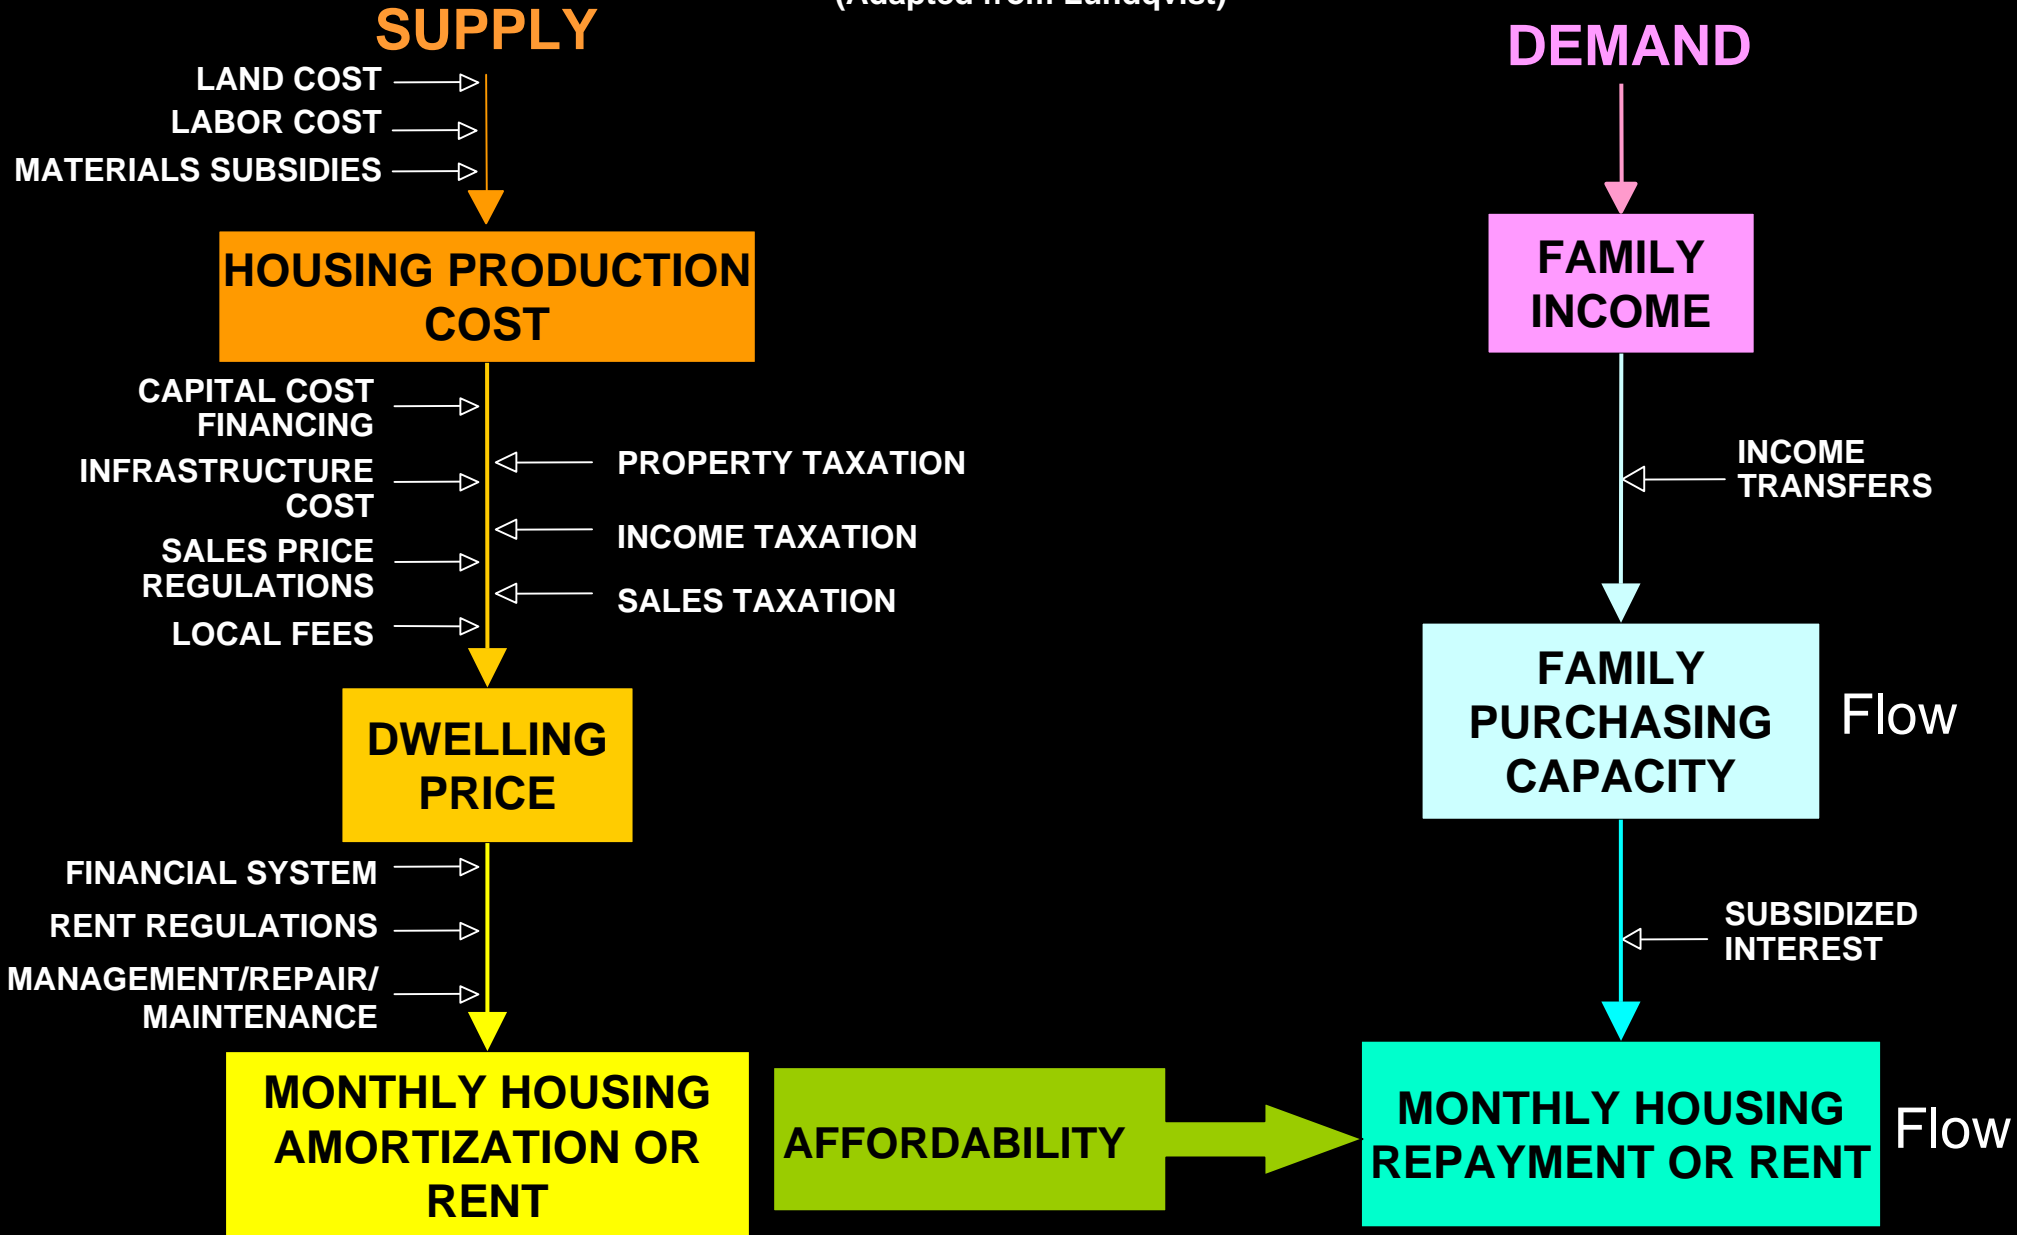 (Adapted from Lundqvist)
SUPPLY
LAND COST
LABOR COST
MATERIALS SUBSIDIES
HOUSING PRODUCTION
COST
CAPITAL COST
FINANCING
INFRASTRUCTURE
COST
SALES PRICE
REGULATIONS
LOCAL FEES
PROPERTY TAXATION
INCOME TAXATION
SALES TAXATION
DWELLING
PRICE
FINANCIAL SYSTEM
RENT REGULATIONS
MANAGEMENT/REPAIR/
MAINTENANCE
MONTHLY HOUSING
AMORTIZATION OR
RENT
AFFORDABILITY
DEMAND
FAMILY
INCOME
INCOME
TRANSFERS
FAMILY
PURCHASING
CAPACITY
Flow
SUBSIDIZED
INTEREST
MONTHLY HOUSING
REPAYMENT OR RENT
Flow